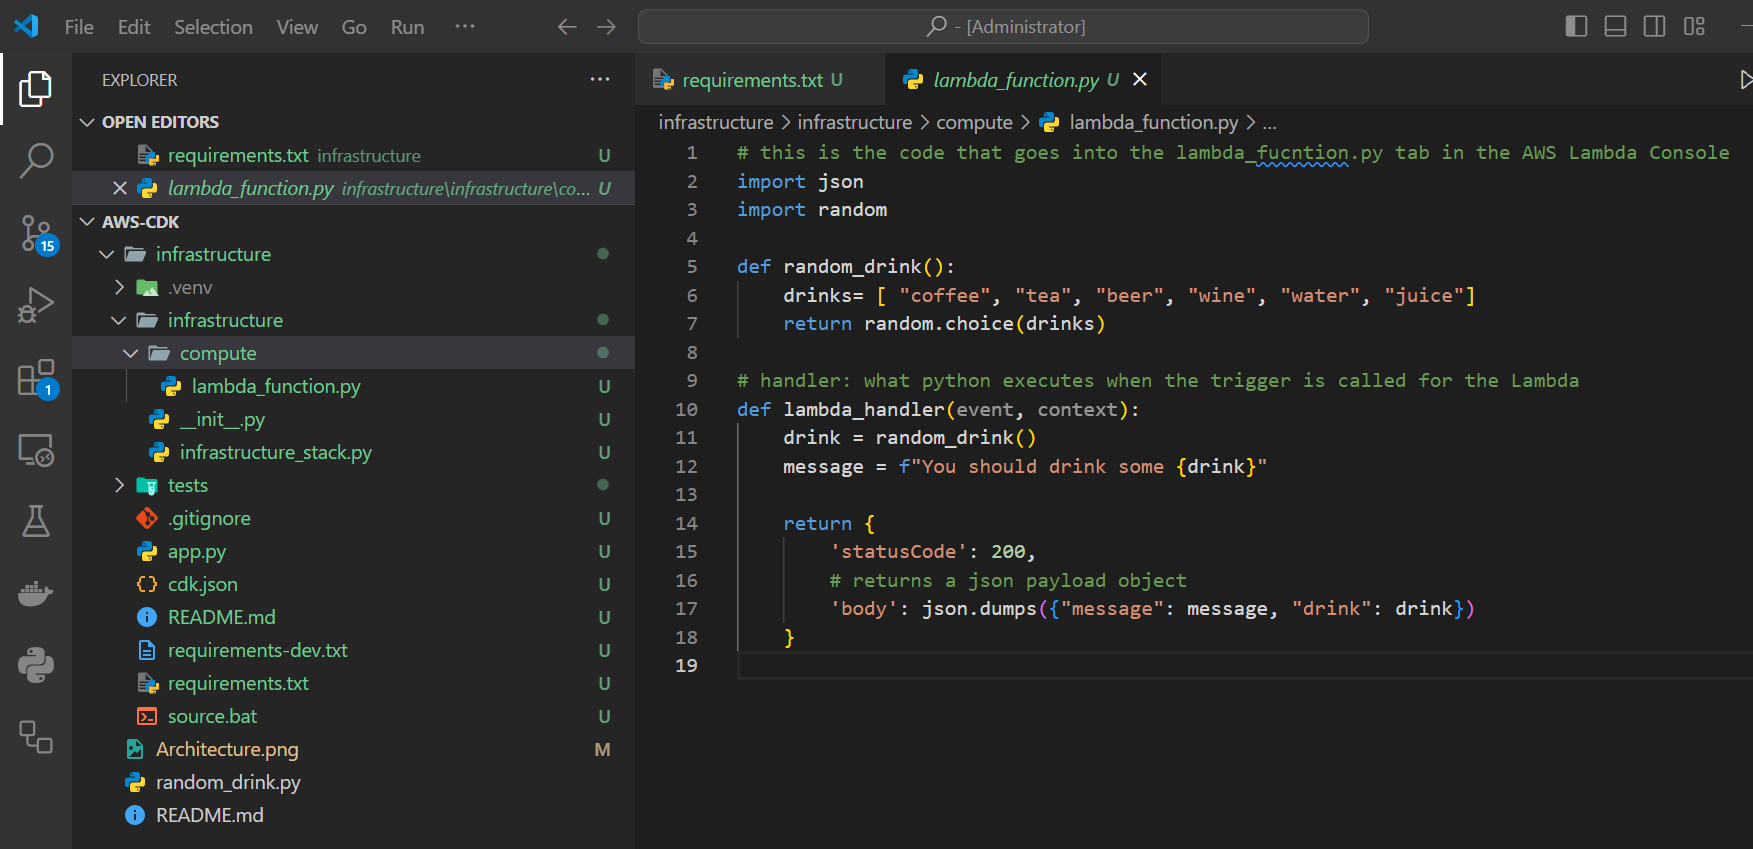 File Edit Selection View Go Run ··· - [Administrator]
EXPLORER ···
OPEN EDITORS
requirements.txt infrastructure U
lambda_function.py infrastructure\infrastructure\co... U
AWS-CDK
infrastructure
.venv
infrastructure
compute
lambda_function.py U
__init__.py U
infrastructure_stack.py U
tests
.gitignore U
app.py U
cdk.json U
README.md U
requirements-dev.txt U
requirements.txt U
source.bat U
Architecture.png M
random_drink.py
README.md
15
1
requirements.txt U lambda_function.py U
infrastructure > infrastructure > compute > lambda_function.py > ...
1 # this is the code that goes into the lambda_fucntion.py tab in the AWS Lambda Console
2 import json
3 import random
4
5 def random_drink():
6 drinks= [ "coffee", "tea", "beer", "wine", "water", "juice"]
7 return random.choice(drinks)
8
9 # handler: what python executes when the trigger is called for the Lambda
10 def lambda_handler(event, context):
11 drink = random_drink()
12 message = f"You should drink some {drink}"
13
14 return {
15 'statusCode': 200,
16 # returns a json payload object
17 'body': json.dumps({"message": message, "drink": drink})
18 }
19